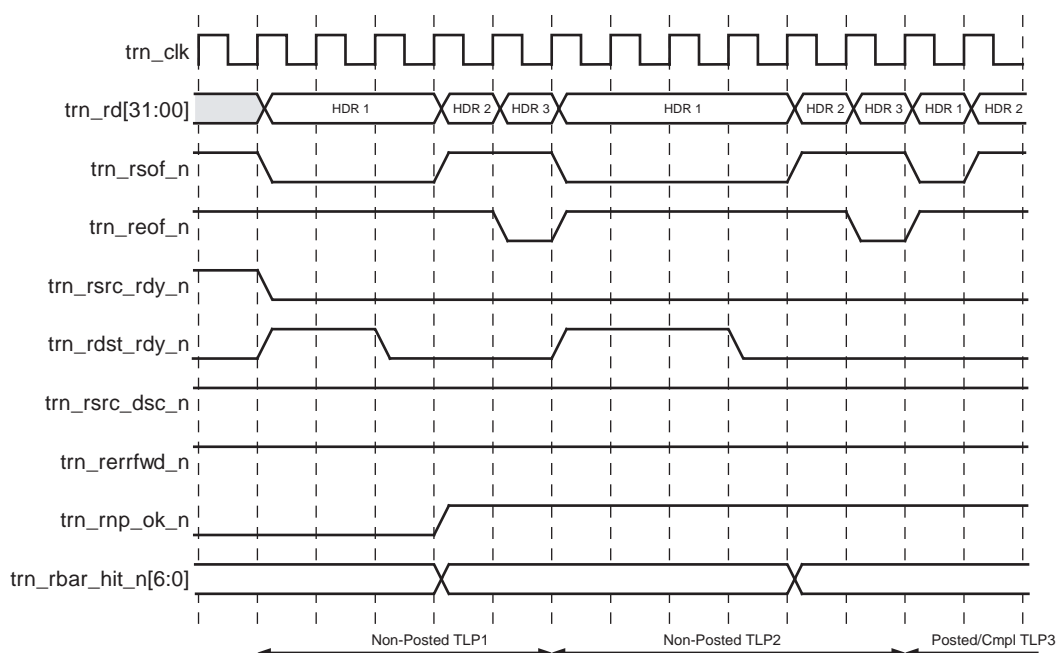 trn_clk
trn_rd[31:00] HDR 1 HDR 2 HDR 3 HDR 1 HDR 2 HDR 3 HDR 1 HDR 2
trn_rsof_n
trn_reof_n
trn_rsrc_rdy_n
trn_rdst_rdy_n
trn_rsrc_dsc_n
trn_rerrfwd_n
trn_rnp_ok_n
trn_rbar_hit_n[6:0]
Non-Posted TLP1 Non-Posted TLP2 Posted/Cmpl TLP3